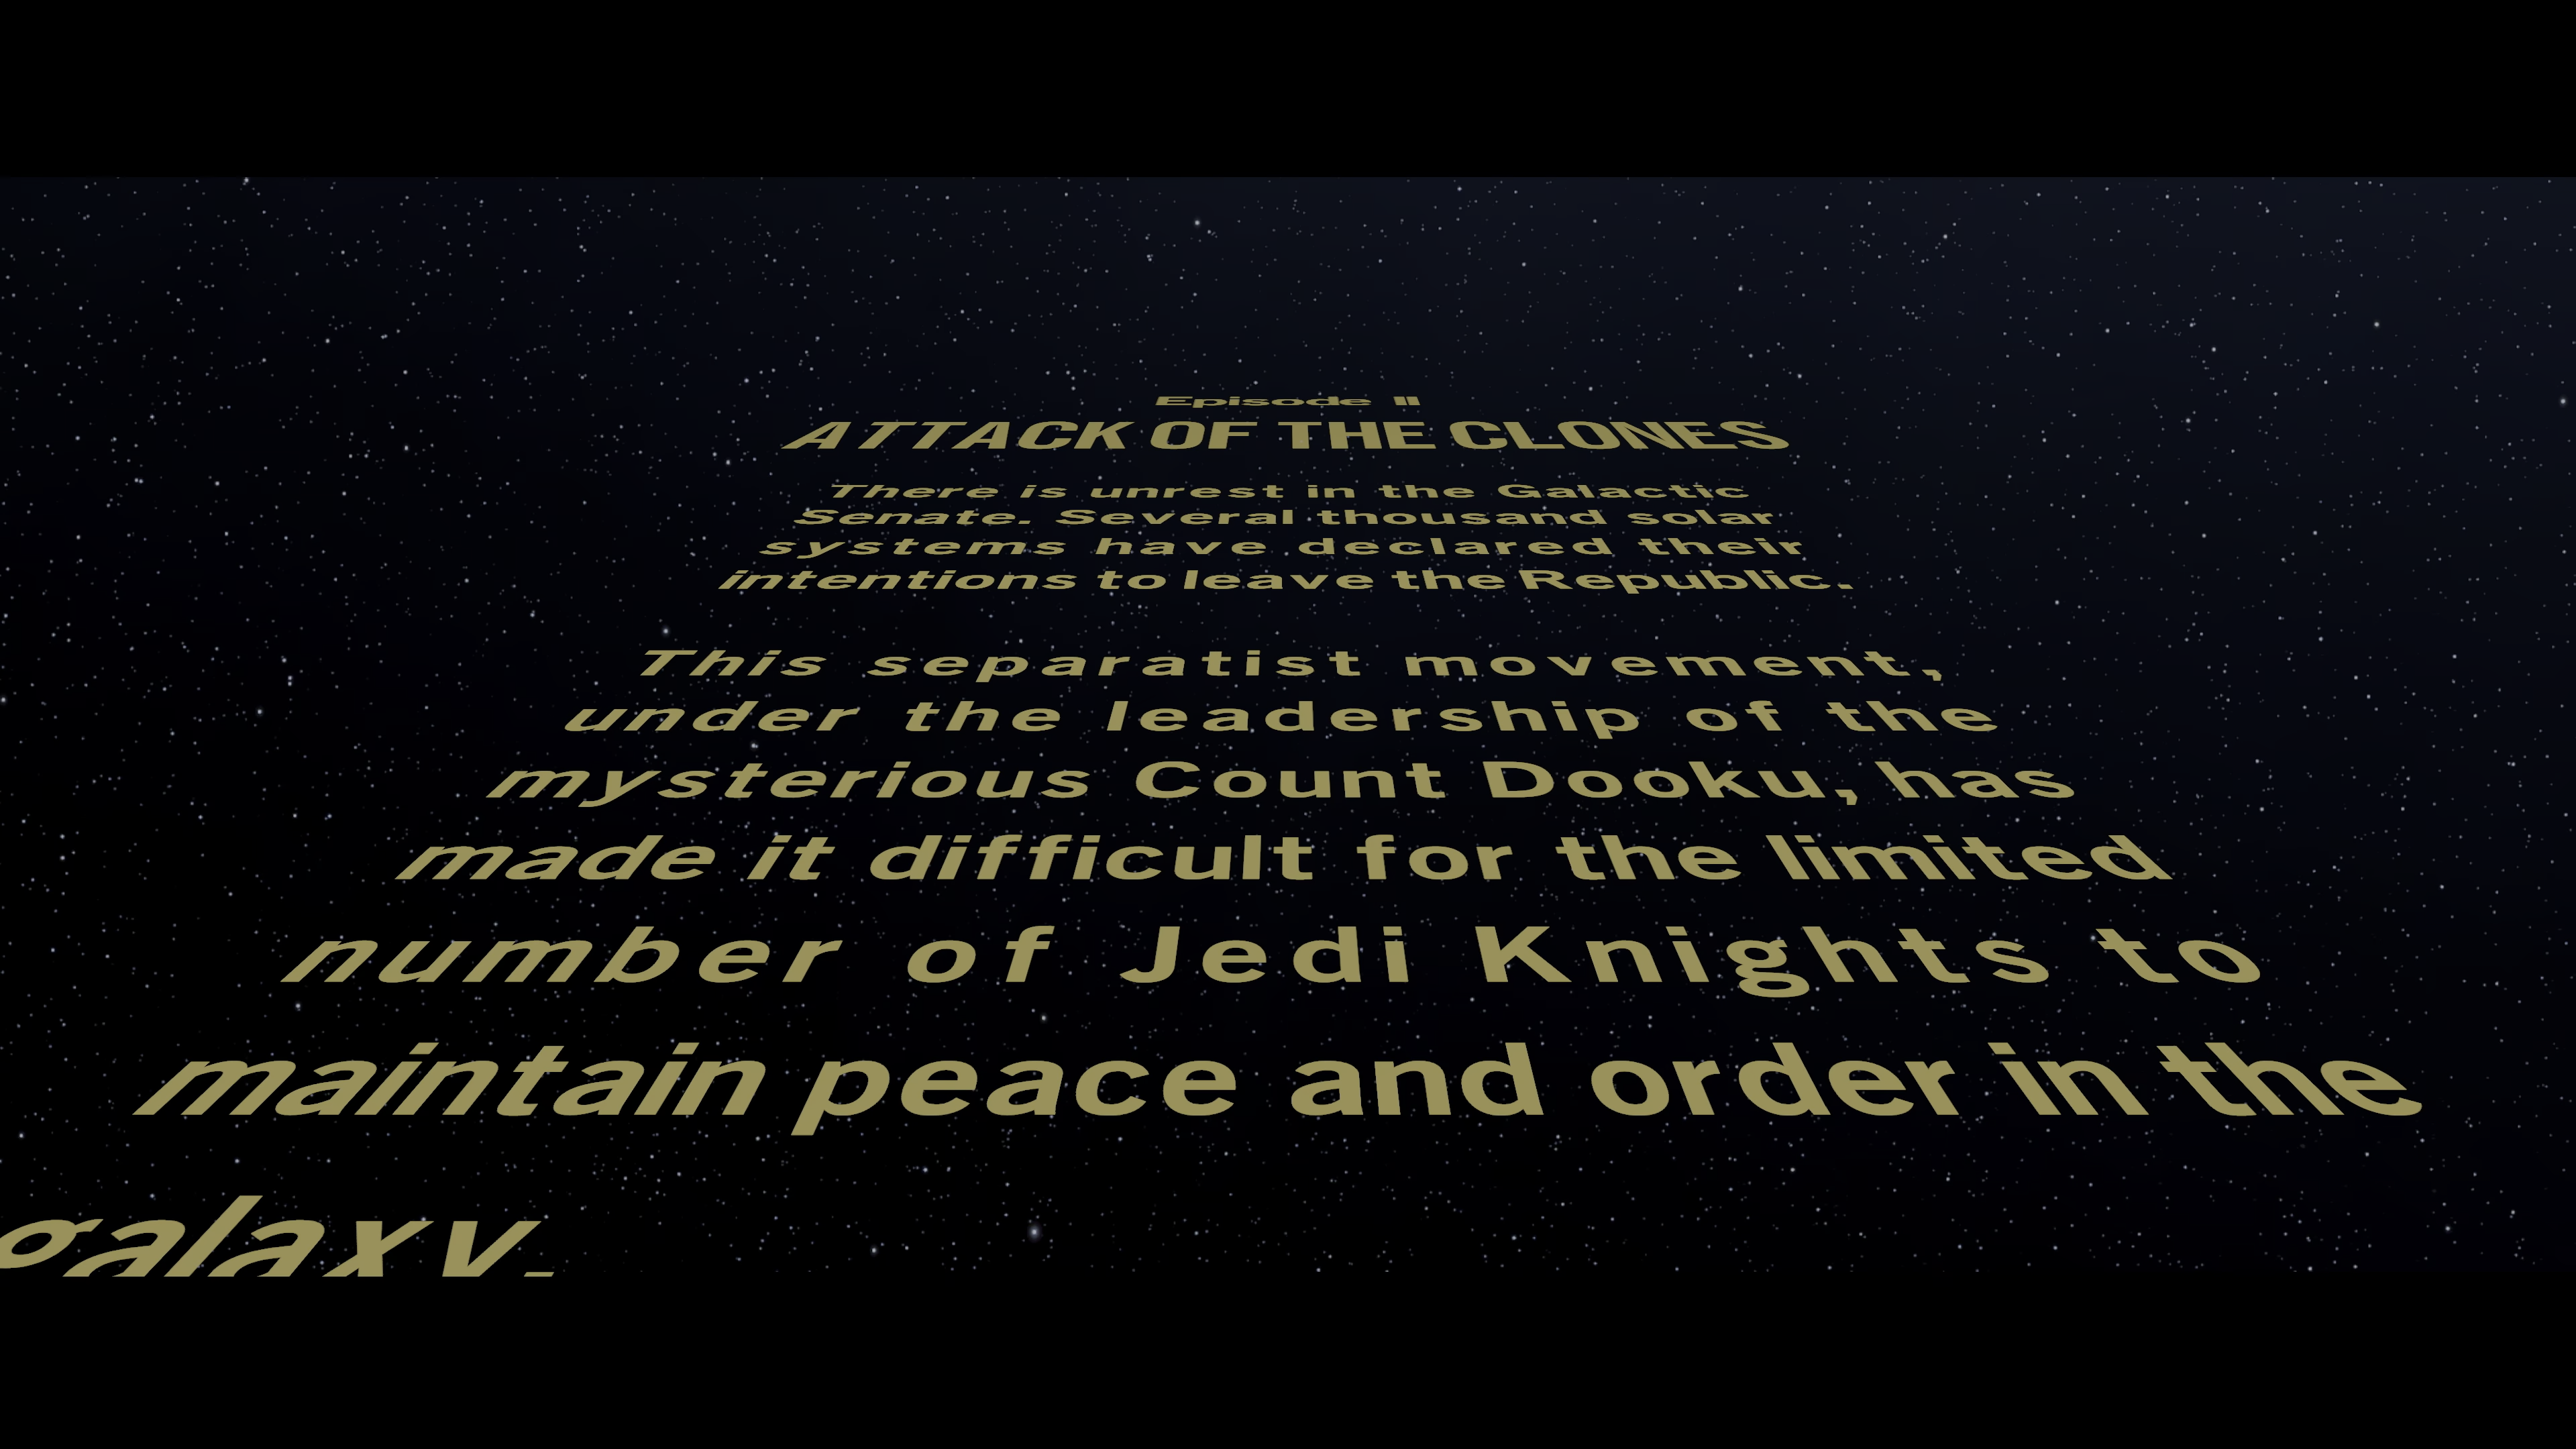 Episode II
ATTACK OF THE CLONES
There is unrest in the Galactic
Senate. Several thousand solar
systems have declared their
intentions to leave the Republic.
This separatist movement,
under the leadership of the
mysterious Count Dooku, has
made it difficult for the limited
number of Jedi Knights to
maintain peace and order in the
galaxy.